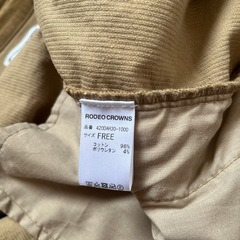 RODEO CROWNS
品番 420DAK30-1000
サイズ FREE
コットン 96%
ポリウレタン 4%